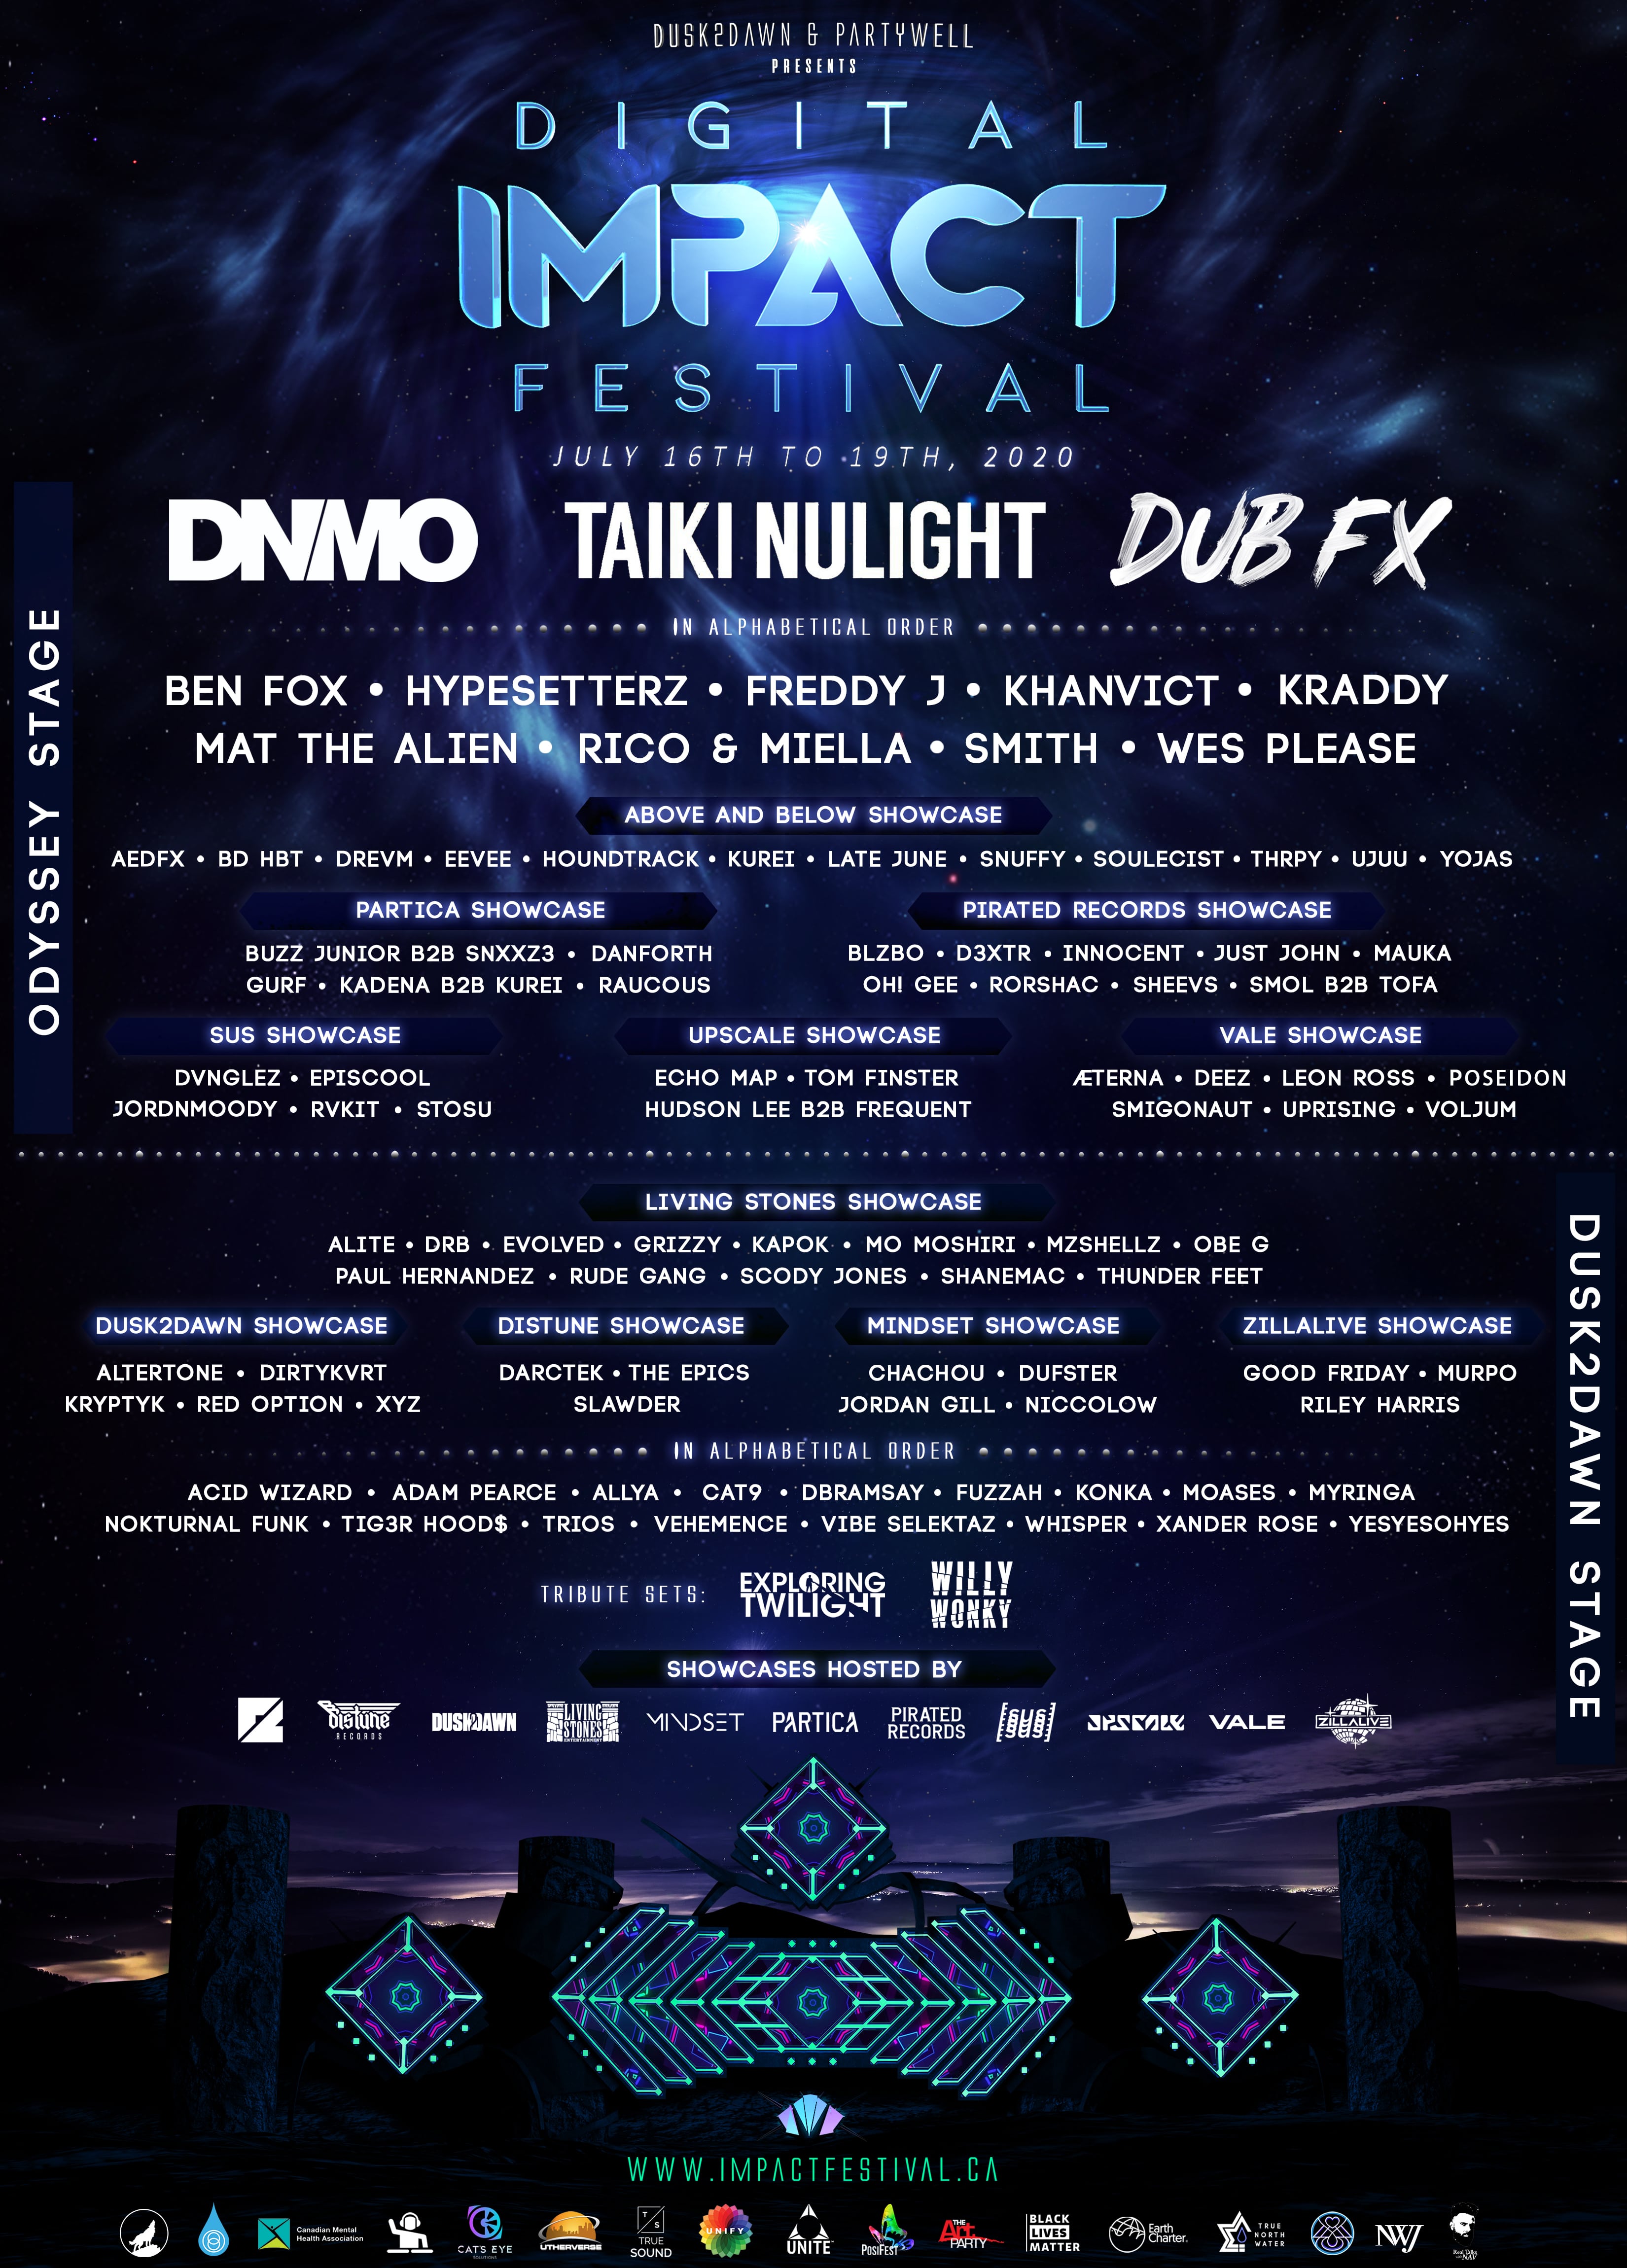 DUSK2DAWN & PARTYWELL
PRESENTS
DIGITAL
IMPACT
FESTIVAL
JULY 16TH TO 19TH, 2020
DNMO TAIKI NULIGHT DUB FX
ODYSSEY STAGE
IN ALPHABETICAL ORDER
BEN FOX • HYPESETTERZ • FREDDY J • KHANVICT • KRADDY
MAT THE ALIEN • RICO & MIELLA • SMITH • WES PLEASE
ABOVE AND BELOW SHOWCASE
AEDFX • BD HBT • DREVM • EEVEE • HOUNDTRACK • KUREI • LATE JUNE • SNUFFY • SOULECIST • THRPY • UJUU • YOJAS
PARTICA SHOWCASE
BUZZ JUNIOR B2B SNXXZ3 • DANFORTH
GURF • KADENA B2B KUREI • RAUCOUS
PIRATED RECORDS SHOWCASE
BLZBO • D3XTR • INNOCENT • JUST JOHN • MAUKA
OH! GEE • RORSHAC • SHEEVS • SMOL B2B TOFA
SUS SHOWCASE
DVNGLEZ • EPISCOOL
JORDNMOODY • RVKIT • STOSU
UPSCALE SHOWCASE
ECHO MAP • TOM FINSTER
HUDSON LEE B2B FREQUENT
VALE SHOWCASE
ÆTERNA • DEEZ • LEON ROSS • POSEIDON
SMIGONAUT • UPRISING • VOLJUM
DUSK2DAWN STAGE
LIVING STONES SHOWCASE
ALITE • DRB • EVOLVED • GRIZZY • KAPOK • MO MOSHIRI • MZSHELLZ • OBE G
PAUL HERNANDEZ • RUDE GANG • SCODY JONES • SHANEMAC • THUNDER FEET
DUSK2DAWN SHOWCASE
ALTERTONE • DIRTYKVRT
KRYPTYK • RED OPTION • XYZ
DISTUNE SHOWCASE
DARCTEK • THE EPICS
SLAWDER
MINDSET SHOWCASE
CHACHOU • DUFSTER
JORDAN GILL • NICCOLOW
ZILLALIVE SHOWCASE
GOOD FRIDAY • MURPO
RILEY HARRIS
IN ALPHABETICAL ORDER
ACID WIZARD • ADAM PEARCE • ALLYA • CAT9 • DBRAMSAY • FUZZAH • KONKA • MOASES • MYRINGA
NOKTURNAL FUNK • TIG3R HOOD$ • TRIOS • VEHEMENCE • VIBE SELEKTAZ • WHISPER • XANDER ROSE • YESYESOHYES
TRIBUTE SETS:
EXPLORING
TWILIGHT
WILLY
WONKY
SHOWCASES HOSTED BY
DISTUNE
RECORDS
DUSK2DAWN
LIVING
STONES
ENTERTAINMENT
MINDSET
PARTICA
PIRATED
RECORDS
[sus]
UPSCALE
VALE
ZILLALIVE
WWW.IMPACTFESTIVAL.CA
Canadian Mental
Health Association
CATS EYE
SOLUTIONS
UTHERVERSE
T S
TRUE
SOUND
UNIFY
UNITE
POSIFEST
THE
Art
PARTY
BLACK
LIVES
MATTER
Earth
Charter
TRUE
NORTH
WATER
NWJ
Real Talks
with NAV